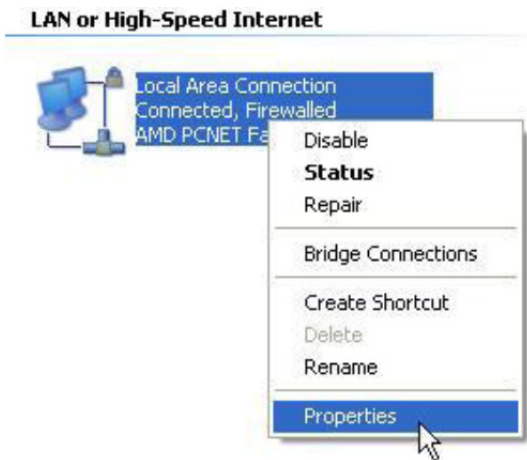 LAN or High-Speed Internet
Local Area Connection
Connected, Firewalled
AMD PCNET Fa
Disable
Status
Repair
Bridge Connections
Create Shortcut
Delete
Rename
Properties